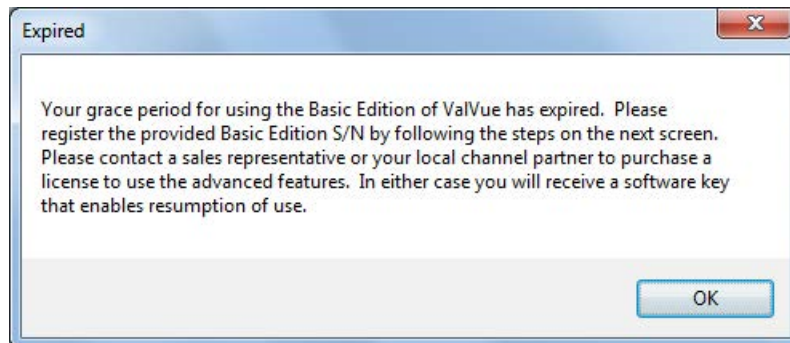 Expired
Your grace period for using the Basic Edition of ValVue has expired.  Please
register the provided Basic Edition S/N by following the steps on the next screen.
Please contact a sales representative or your local channel partner to purchase a
license to use the advanced features.  In either case you will receive a software key
that enables resumption of use.
OK